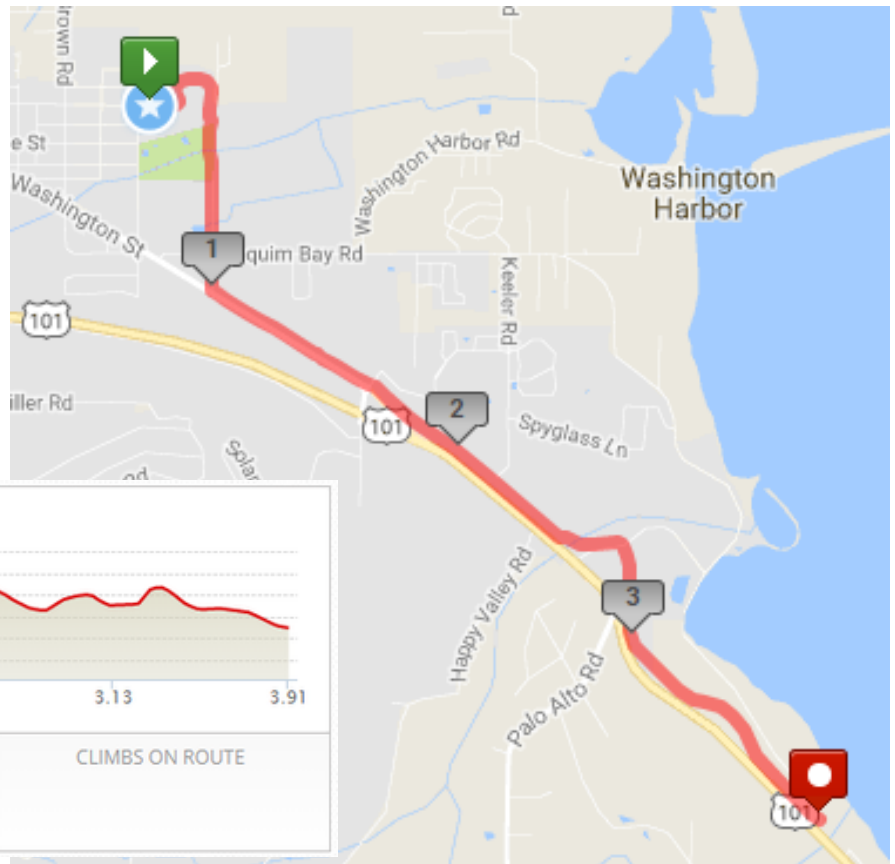 Brown Rd
e St
Washington St
Washington Harbor Rd
Washington
Harbor
1
quim Bay Rd
Keeler Rd
101
iller Rd
101
2
Spyglass Ln
Solar
Rd
Happy Valley Rd
3
Palo Alto Rd
101
3.13
3.91
CLIMBS ON ROUTE